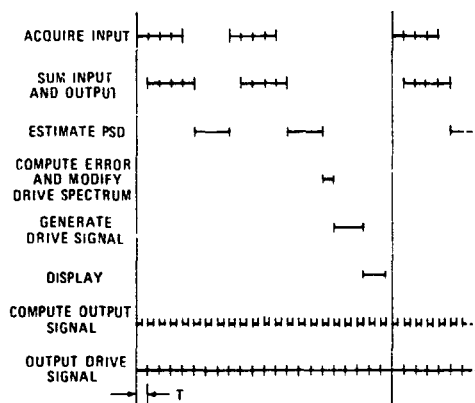 ACQUIRE INPUT
SUM INPUT
AND OUTPUT
ESTIMATE PSD
COMPUTE ERROR
AND MODIFY
DRIVE SPECTRUM
GENERATE
DRIVE SIGNAL
DISPLAY
COMPUTE OUTPUT
SIGNAL
OUTPUT DRIVE
SIGNAL
T